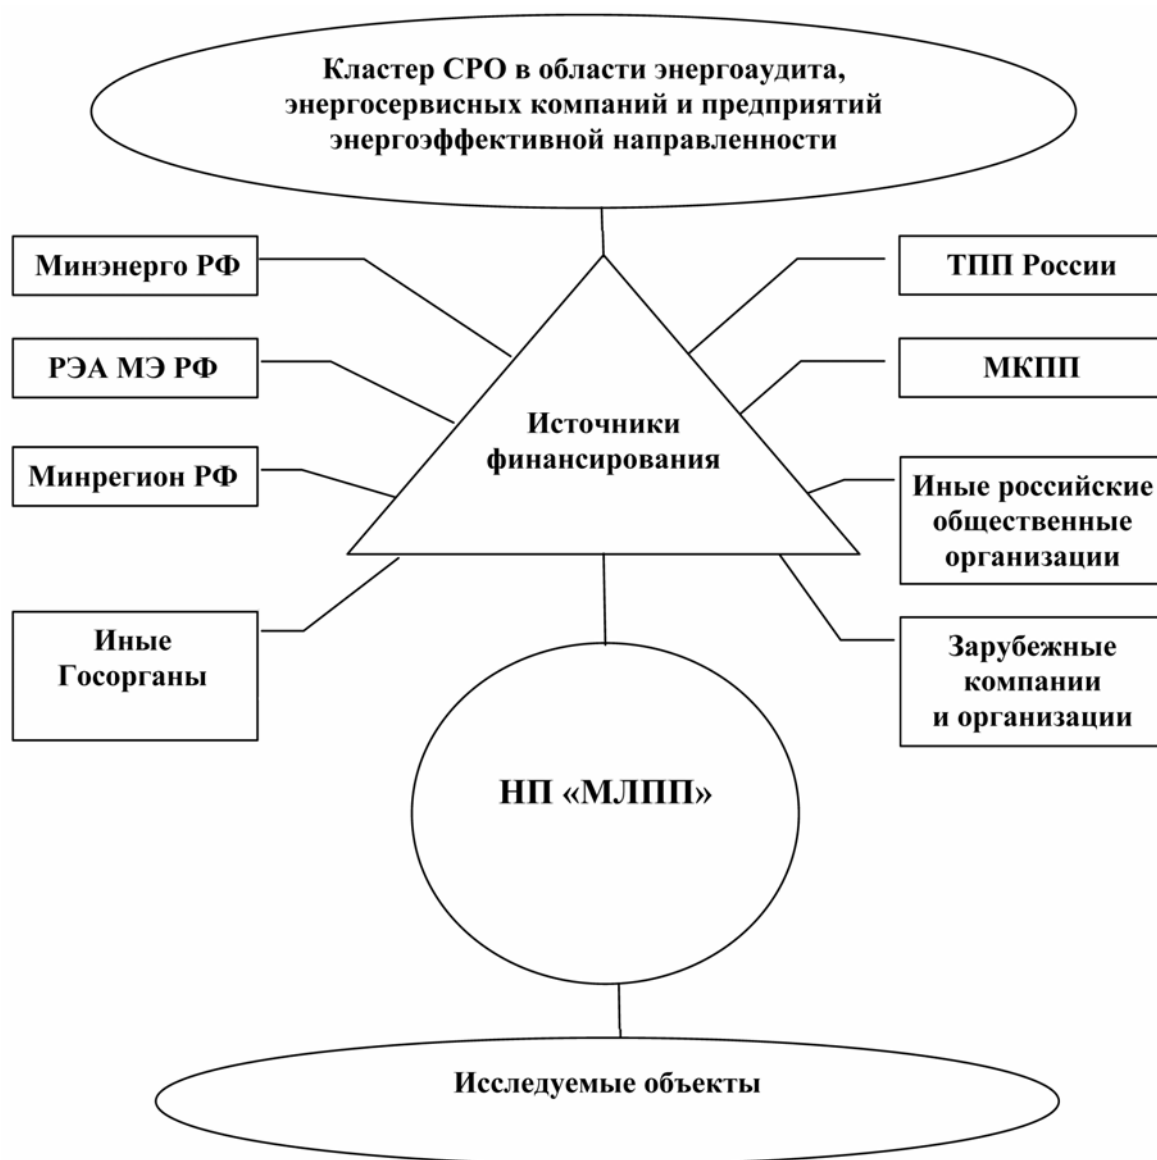 Кластер СРО в области энергоаудита,
энергосервисных компаний и предприятий
энергоэффективной направленности
Минэнерго РФ
ТПП России
РЭА МЭ РФ
МКПП
Источники
финансирования
Минрегион РФ
Иные российские
общественные
организации
Иные
Госорганы
Зарубежные
компании
и организации
НП «МЛПП»
Исследуемые объекты